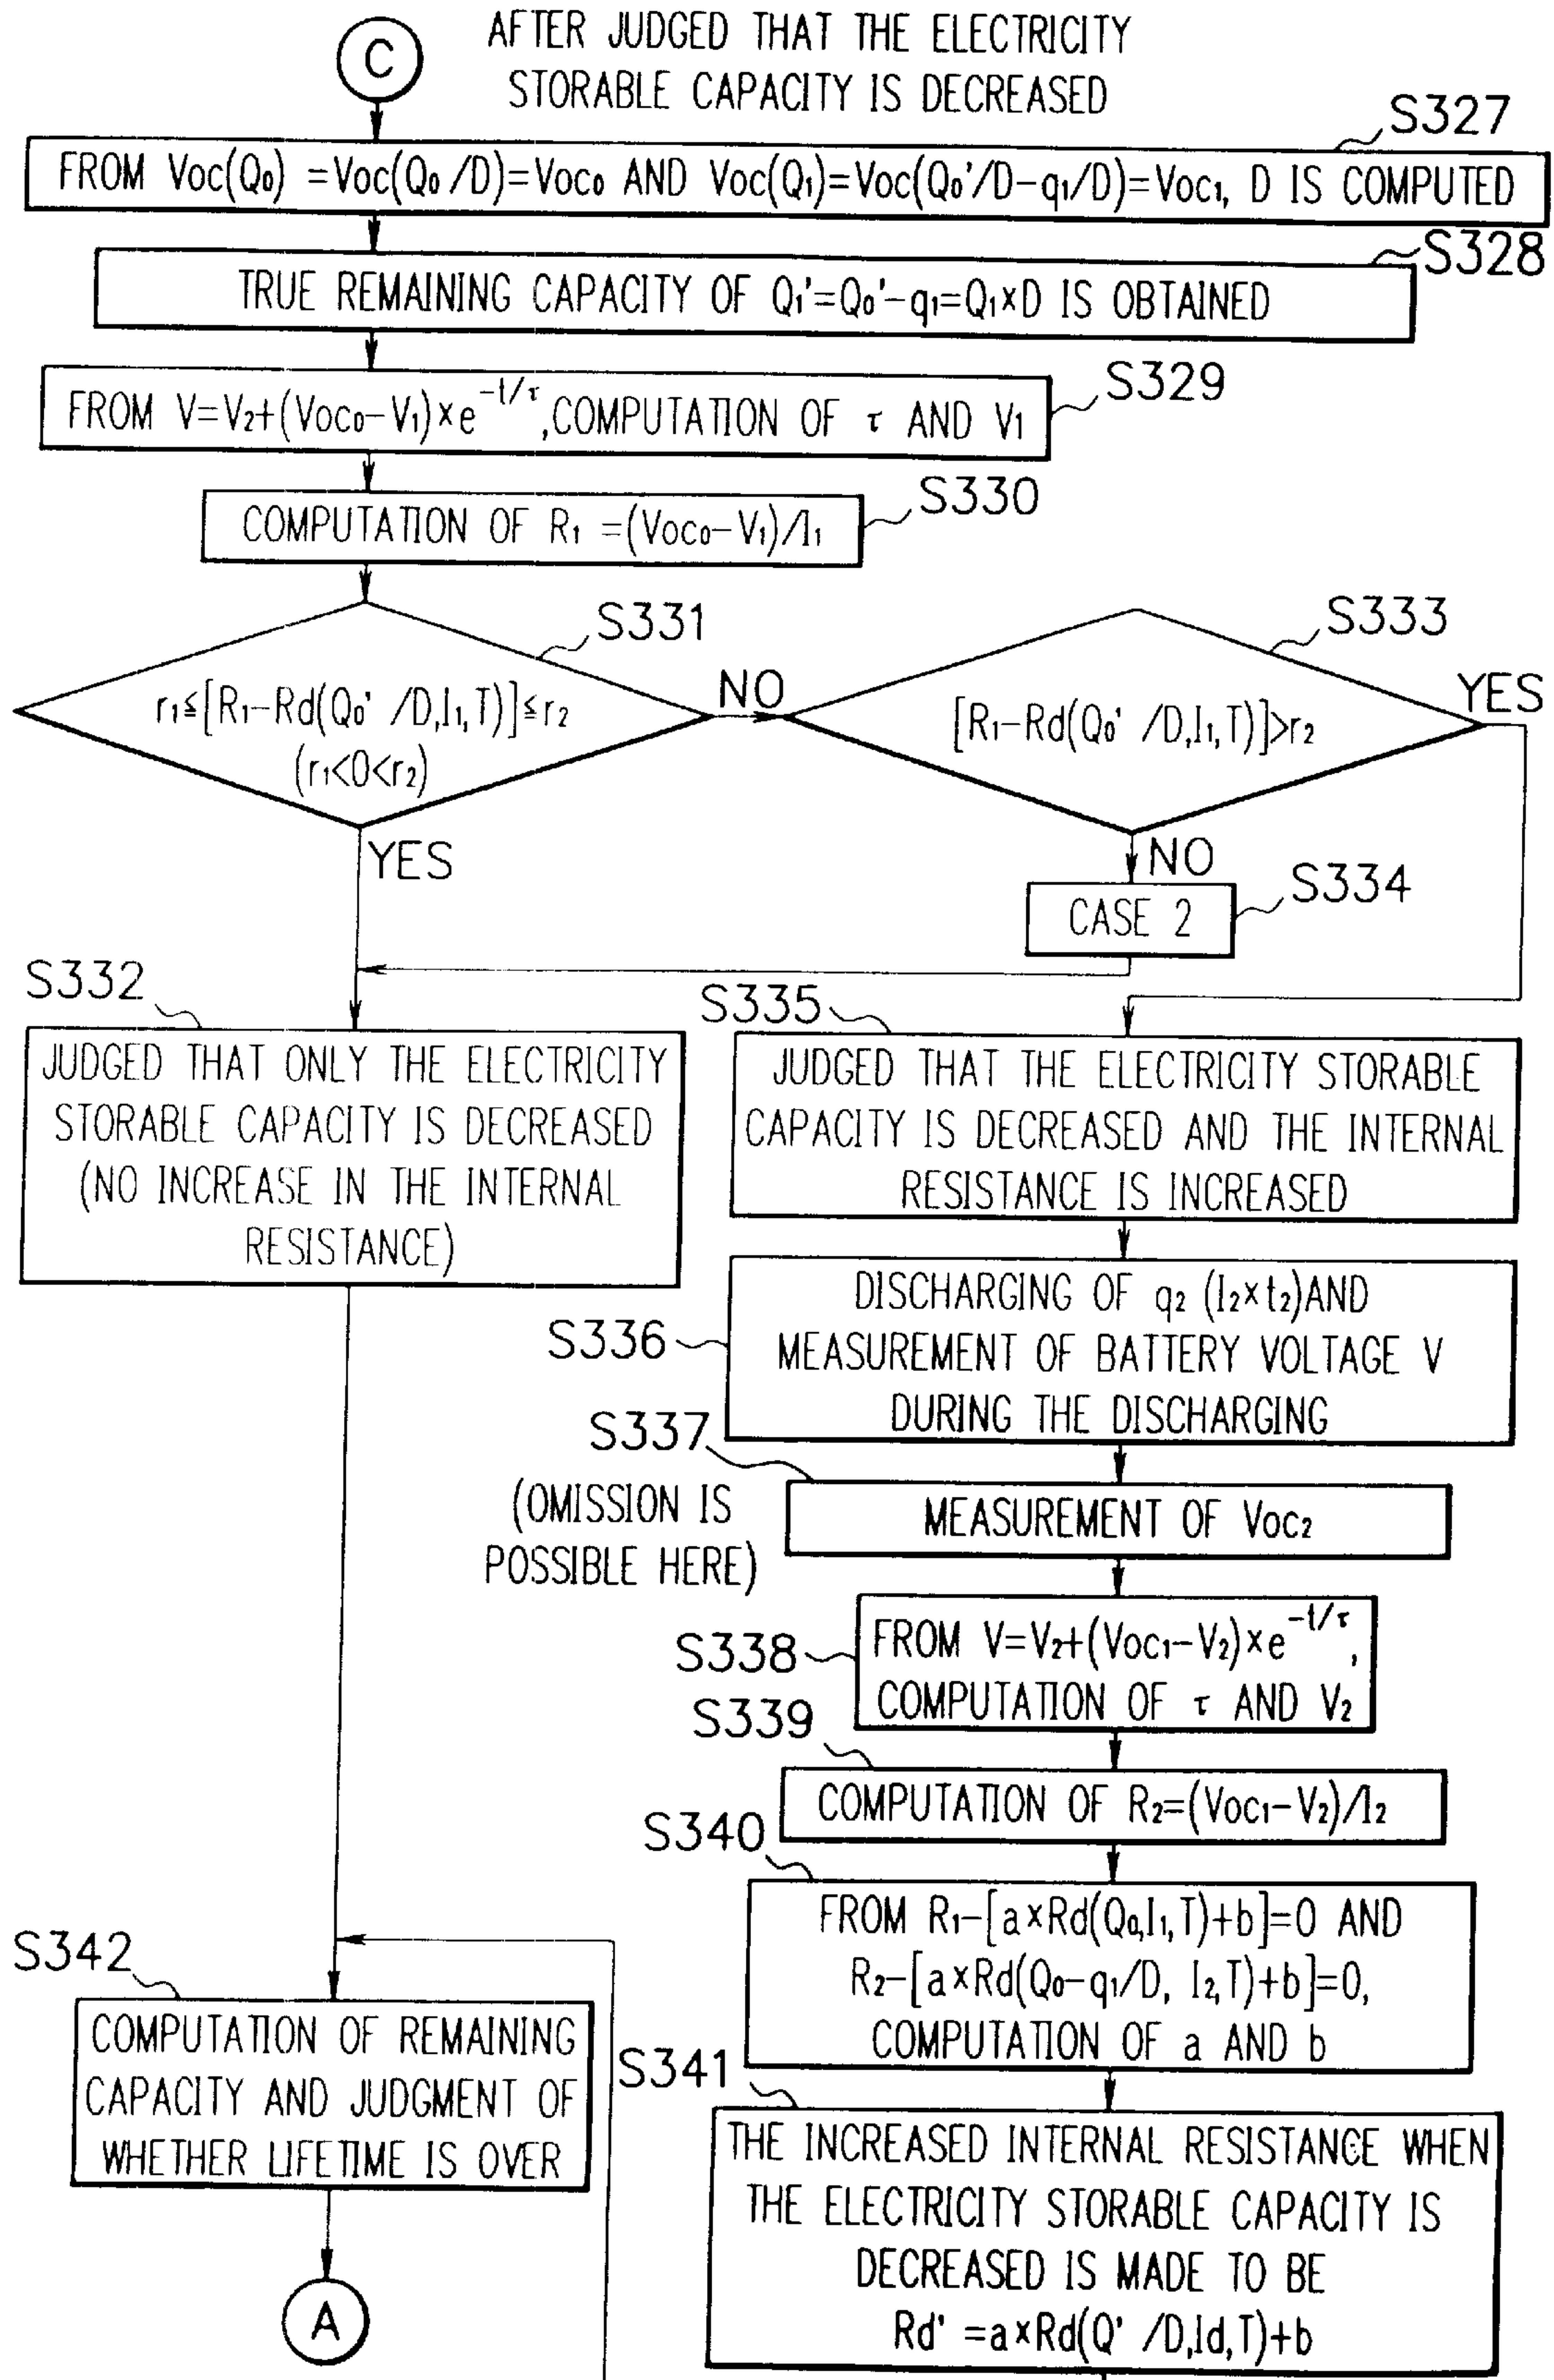 C
AFTER JUDGED THAT THE ELECTRICITY
STORABLE CAPACITY IS DECREASED
S327
FROM Voc(Q₀) =Voc(Q₀/D)=Voc₀ AND Voc(Q₁)=Voc(Q₀'/D-q₁/D)=Voc₁, D IS COMPUTED
S328
TRUE REMAINING CAPACITY OF Q₁'=Q₀'-q₁=Q₁×D IS OBTAINED
S329
FROM V=V₂+(Voc₀-V₁)×e^-t/τ, COMPUTATION OF τ AND V₁
S330
COMPUTATION OF R₁ =(Voc₀-V₁)/I₁
S331
r₁≦[R₁-Rd(Q₀' /D,I₁,T)]≦r₂
(r₁<0<r₂)
NO
YES
S333
[R₁-Rd(Q₀' /D,I₁,T)]>r₂
YES
NO
S334
CASE 2
S332
JUDGED THAT ONLY THE ELECTRICITY
STORABLE CAPACITY IS DECREASED
(NO INCREASE IN THE INTERNAL
RESISTANCE)
S335
JUDGED THAT THE ELECTRICITY STORABLE
CAPACITY IS DECREASED AND THE INTERNAL
RESISTANCE IS INCREASED
S336
DISCHARGING OF q₂ (I₂×t₂)AND
MEASUREMENT OF BATTERY VOLTAGE V
DURING THE DISCHARGING
S337
(OMISSION IS
POSSIBLE HERE)
MEASUREMENT OF Voc₂
S338
FROM V=V₂+(Voc₁-V₂)×e^-t/τ,
COMPUTATION OF τ AND V₂
S339
COMPUTATION OF R₂=(Voc₁-V₂)/I₂
S340
FROM R₁-[a×Rd(Q₀,I₁,T)+b]=0 AND
R₂-[a×Rd(Q₀-q₁/D, I₂,T)+b]=0,
COMPUTATION OF a AND b
S341
THE INCREASED INTERNAL RESISTANCE WHEN
THE ELECTRICITY STORABLE CAPACITY IS
DECREASED IS MADE TO BE
Rd' =a×Rd(Q' /D,Id,T)+b
S342
COMPUTATION OF REMAINING
CAPACITY AND JUDGMENT OF
WHETHER LIFETIME IS OVER
A